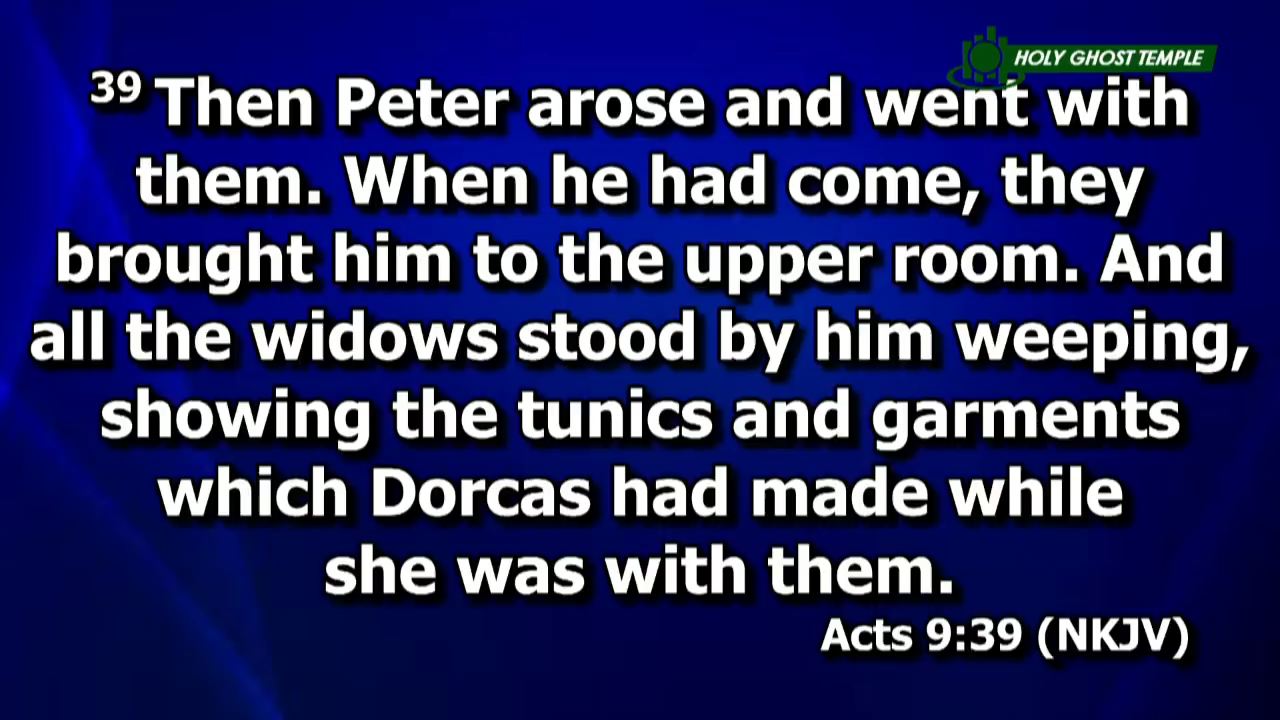 HOLY GHOST TEMPLE
39 Then Peter arose and went with
them. When he had come, they
brought him to the upper room. And
all the widows stood by him weeping,
showing the tunics and garments
which Dorcas had made while
she was with them.
Acts 9:39 (NKJV)